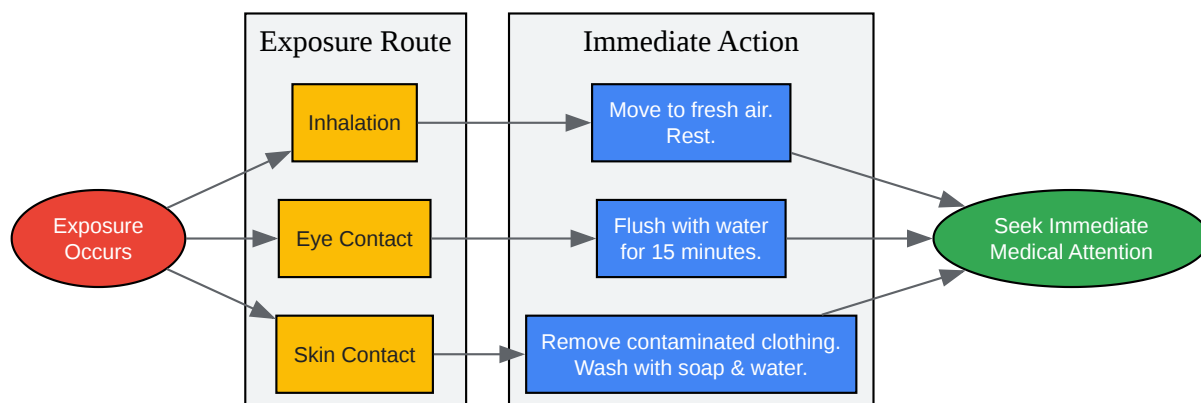 Exposure Route
Immediate Action
Inhalation
Move to fresh air.
Rest.
Exposure
Occurs
Eye Contact
Flush with water
for 15 minutes.
Seek Immediate
Medical Attention
Skin Contact
Remove contaminated clothing.
Wash with soap & water.